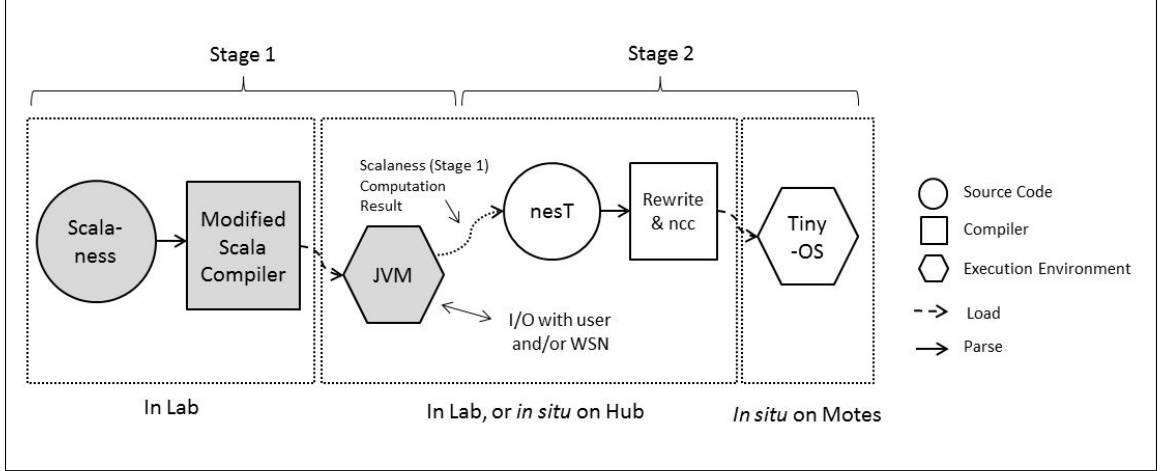 Stage 1
Stage 2
Scalaness (Stage 1)
Computation
Result
Scala-
ness
Modified
Scala
Compiler
JVM
nesT
Rewrite
& ncc
Tiny
-OS
I/O with user
and/or WSN
Source Code
Compiler
Execution Environment
Load
Parse
In Lab
In Lab, or in situ on Hub
In situ on Motes